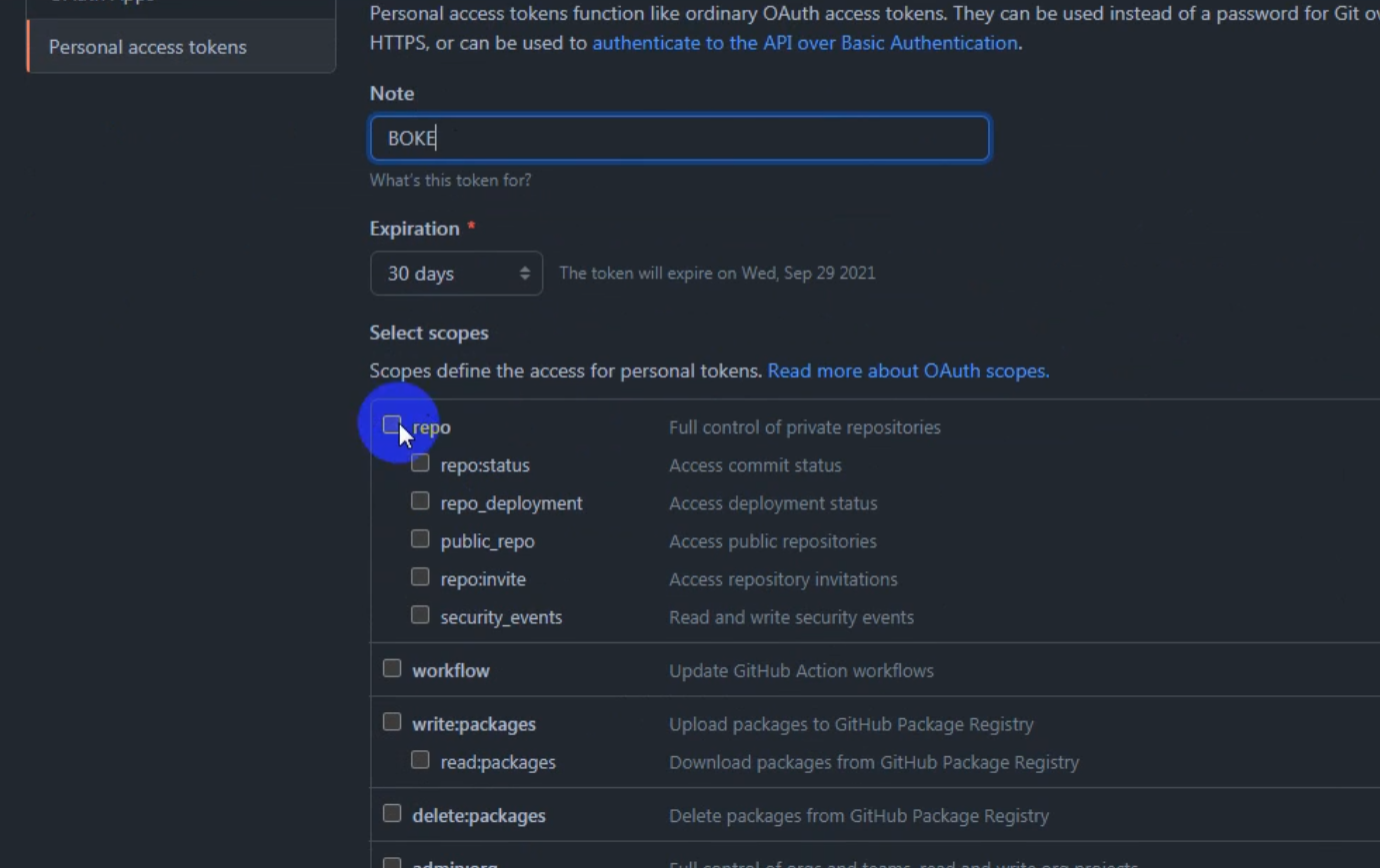 Personal access tokens function like ordinary OAuth access tokens. They can be used instead of a password for Git
Personal access tokens
HTTPS, or can be used to authenticate to the API over Basic Authentication.
Note
BOKE
What's this token for?
Expiration *
30 days The token will expire on Wed, Sep 29 2021
Select scopes
Scopes define the access for personal tokens. Read more about OAuth scopes.
repo Full control of private repositories
repo:status Access commit status
repo_deployment Access deployment status
public_repo Access public repositories
repo:invite Access repository invitations
security_events Read and write security events
workflow Update GitHub Action workflows
write:packages Upload packages to GitHub Package Registry
read:packages Download packages from GitHub Package Registry
delete:packages Delete packages from GitHub Package Registry